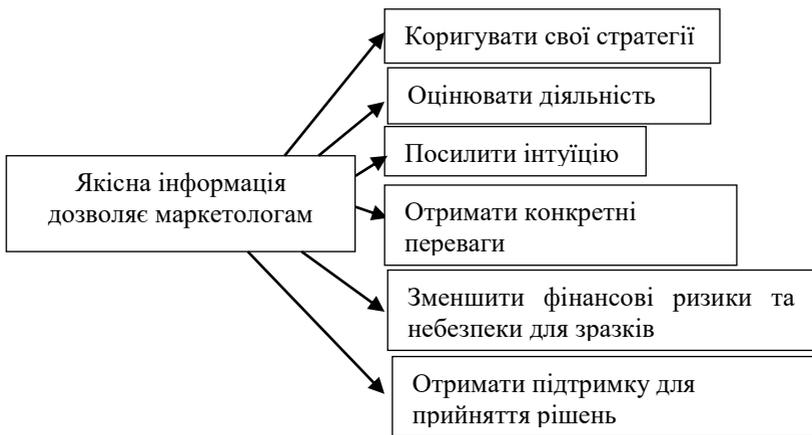 Якісна інформація
дозволяє маркетологам
Коригувати свої стратегії
Оцінювати діяльність
Посилити інтуїцію
Отримати конкретні
переваги
Зменшити фінансові ризики та
небезпеки для зразків
Отримати підтримку для
прийняття рішень